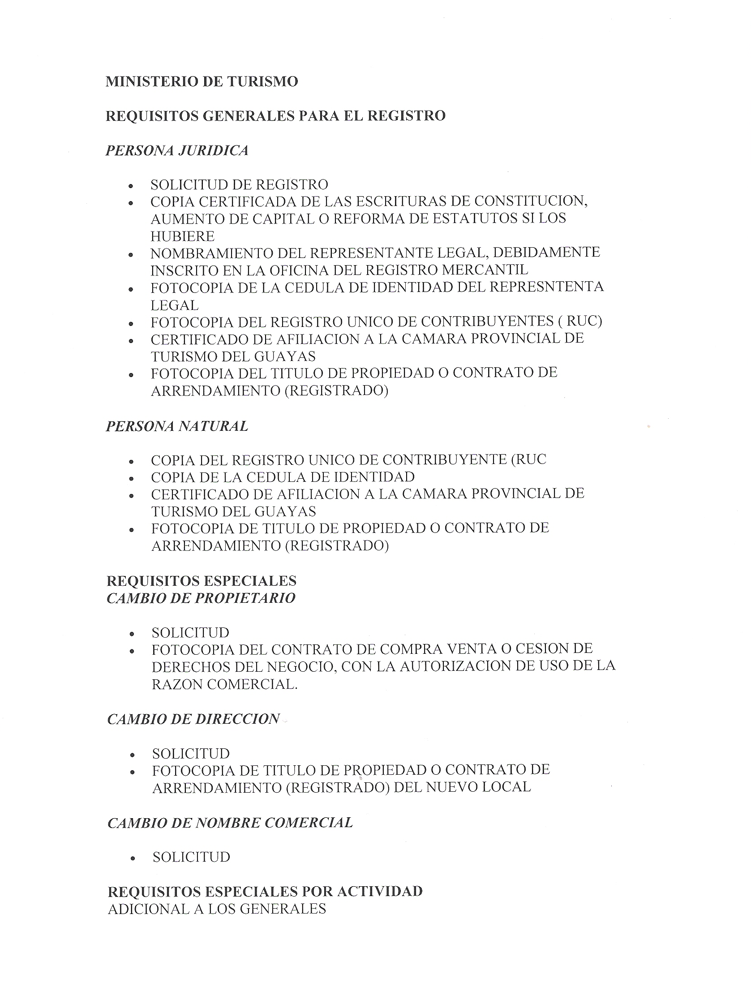 MINISTERIO DE TURISMO
REQUISITOS GENERALES PARA EL REGISTRO
PERSONA JURIDICA
• SOLICITUD DE REGISTRO
• COPIA CERTIFICADA DE LAS ESCRITURAS DE CONSTITUCION,
AUMENTO DE CAPITAL O REFORMA DE ESTATUTOS SI LOS
HUBIERE
• NOMBRAMIENTO DEL REPRESENTANTE LEGAL, DEBIDAMENTE
INSCRITO EN LA OFICINA DEL REGISTRO MERCANTIL
• FOTOCOPIA DE LA CEDULA DE IDENTIDAD DEL REPRESNTENTA
LEGAL
• FOTOCOPIA DEL REGISTRO UNICO DE CONTRIBUYENTES ( RUC)
• CERTIFICADO DE AFILIACION A LA CAMARA PROVINCIAL DE
TURISMO DEL GUAYAS
• FOTOCOPIA DEL TITULO DE PROPIEDAD O CONTRATO DE
ARRENDAMIENTO (REGISTRADO)
PERSONA NATURAL
• COPIA DEL REGISTRO UNICO DE CONTRIBUYENTE (RUC
• COPIA DE LA CEDULA DE IDENTIDAD
• CERTIFICADO DE AFILIACION A LA CAMARA PROVINCIAL DE
TURISMO DEL GUAYAS
• FOTOCOPIA DE TITULO DE PROPIEDAD O CONTRATO DE
ARRENDAMIENTO (REGISTRADO)
REQUISITOS ESPECIALES
CAMBIO DE PROPIETARIO
• SOLICITUD
• FOTOCOPIA DEL CONTRATO DE COMPRA VENTA O CESION DE
DERECHOS DEL NEGOCIO, CON LA AUTORIZACION DE USO DE LA
RAZON COMERCIAL.
CAMBIO DE DIRECCION
• SOLICITUD
• FOTOCOPIA DE TITULO DE PROPIEDAD O CONTRATO DE
ARRENDAMIENTO (REGISTRADO) DEL NUEVO LOCAL
CAMBIO DE NOMBRE COMERCIAL
• SOLICITUD
REQUISITOS ESPECIALES POR ACTIVIDAD
ADICIONAL A LOS GENERALES